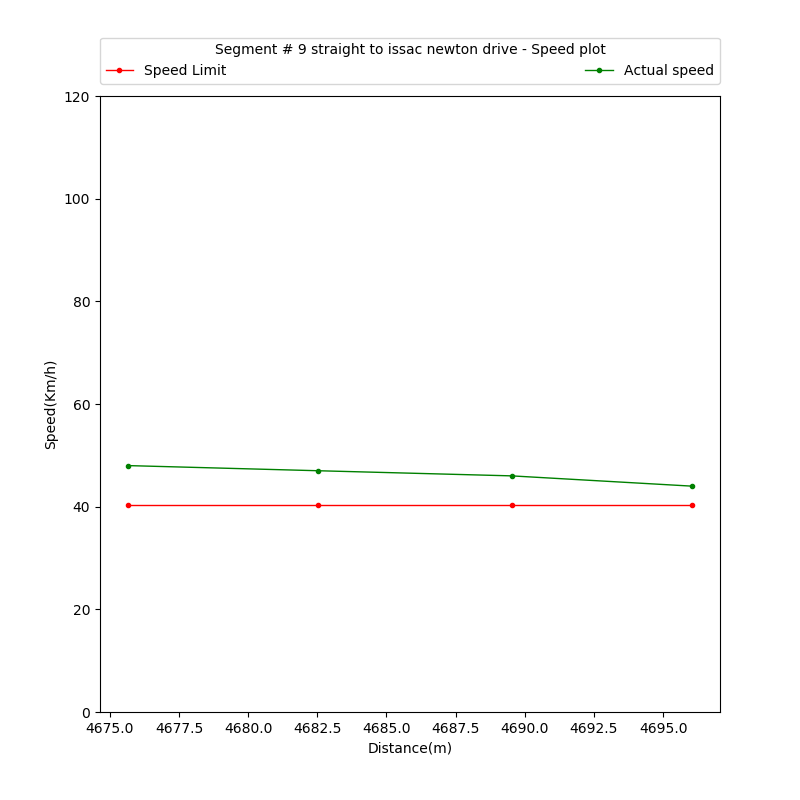 Segment # 9 straight to issac newton drive - Speed plot
Speed Limit
Actual speed
120
100
80
60
40
20
0
Speed(Km/h)
4675.0 4677.5 4680.0 4682.5 4685.0 4687.5 4690.0 4692.5 4695.0
Distance(m)